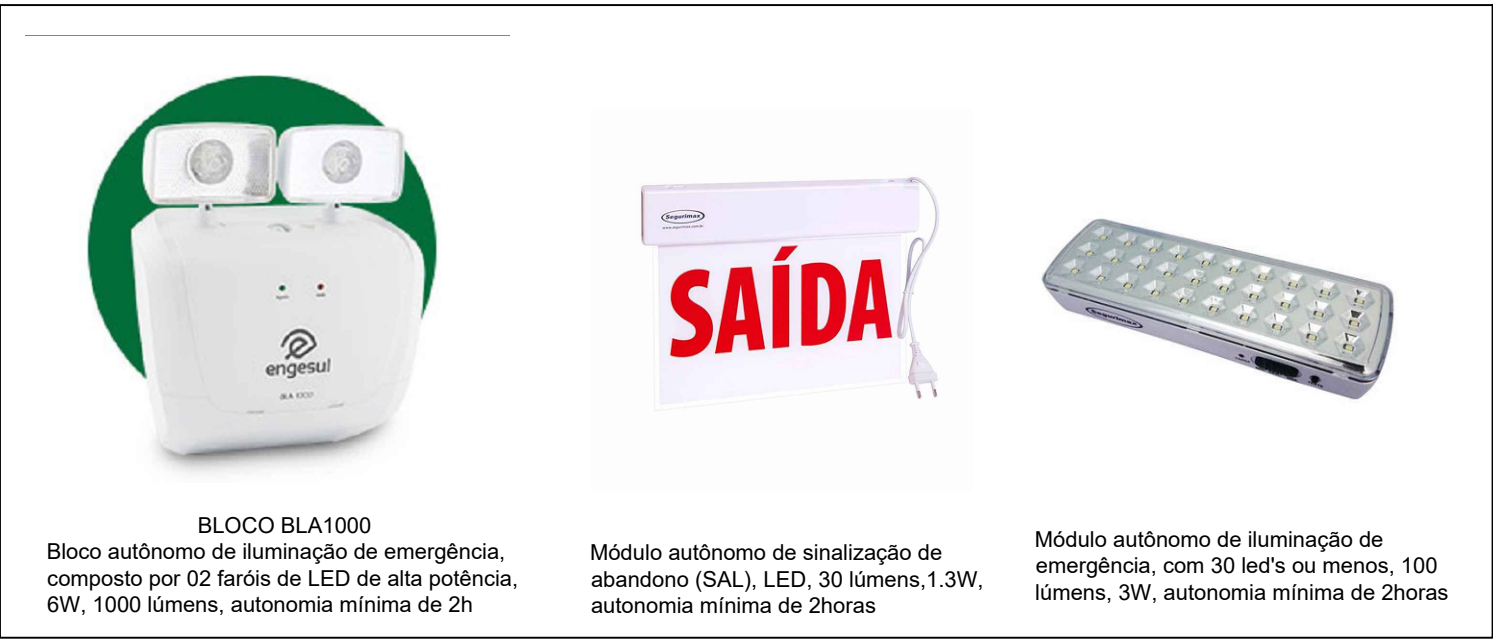 engesul
BLA 1000
Segurimax
SAÍDA
Segurimax
BLOCO BLA1000
Bloco autônomo de iluminação de emergência,
composto por 02 faróis de LED de alta potência,
6W, 1000 lúmens, autonomia mínima de 2h
Módulo autônomo de sinalização de
abandono (SAL), LED, 30 lúmens,1.3W,
autonomia mínima de 2horas
Módulo autônomo de iluminação de
emergência, com 30 led's ou menos, 100
lúmens, 3W, autonomia mínima de 2horas